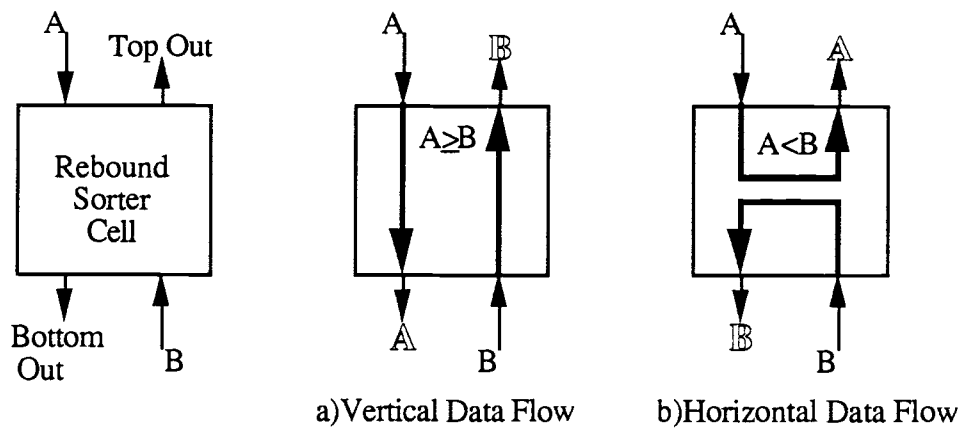 A
Top Out
Rebound
Sorter
Cell
Bottom
Out
B
A
B
A≥B
A
B
a)Vertical Data Flow
A
A
A<B
B
B
b)Horizontal Data Flow